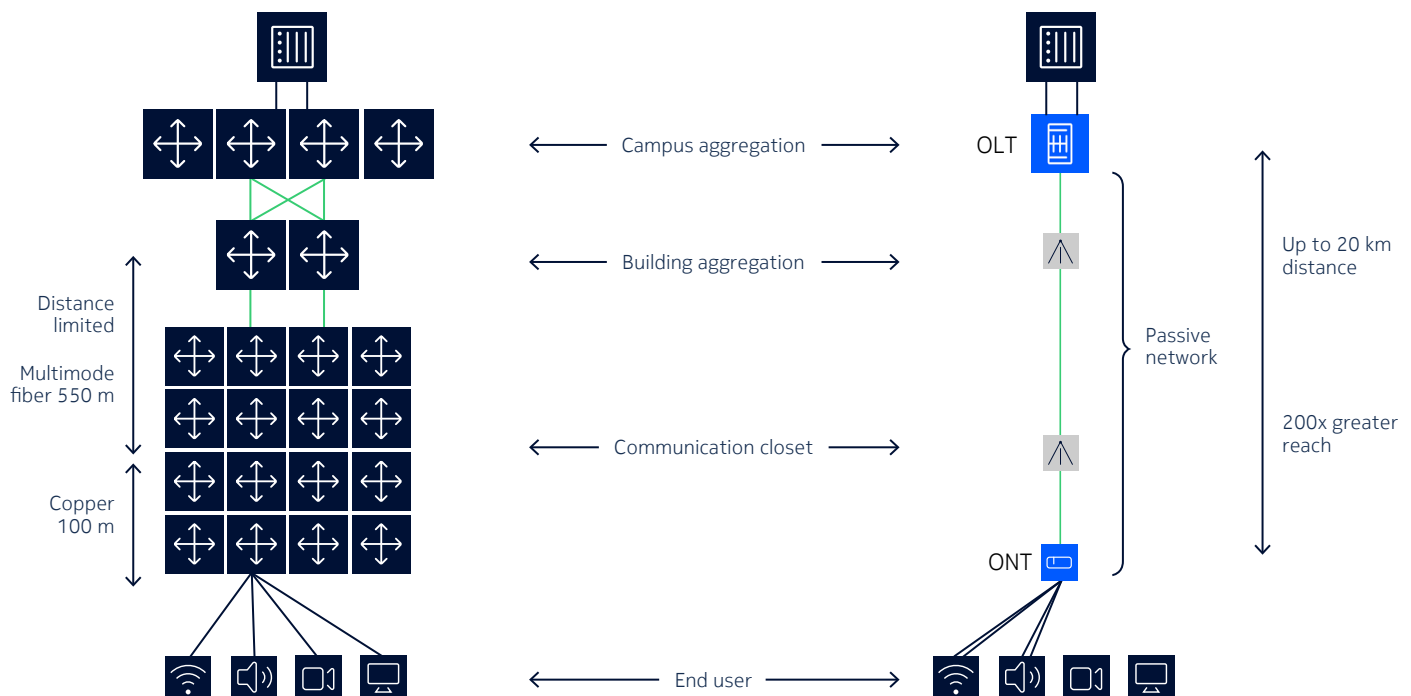 Campus aggregation
OLT
Building aggregation
Up to 20 km
distance
Distance
limited
Multimode
fiber 550 m
Passive
network
Communication closet
200x greater
reach
Copper
100 m
ONT
End user